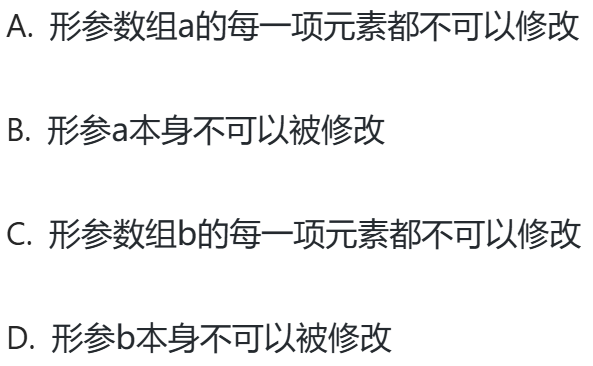 A. 形参数组a的每一项元素都不可以修改
B. 形参a本身不可以被修改
C. 形参数组b的每一项元素都不可以修改
D. 形参b本身不可以被修改